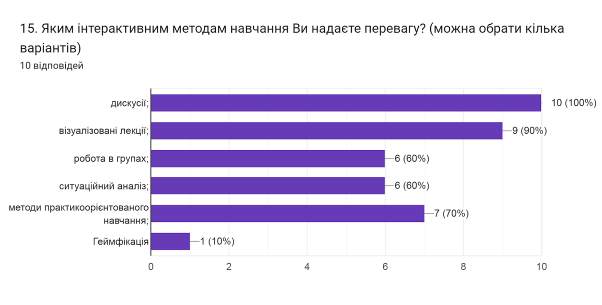 15. Яким інтерактивним методам навчання Ви надаєте перевагу? (можна обрати кілька
варіантів)
10 відповідей
дискусії;
10 (100%)
візуалізовані лекції;
9 (90%)
робота в групах;
6 (60%)
ситуаційний аналіз;
6 (60%)
методи практикоорієнтованого
навчання;
7 (70%)
Геймфікація
1 (10%)
0 2 4 6 8 10